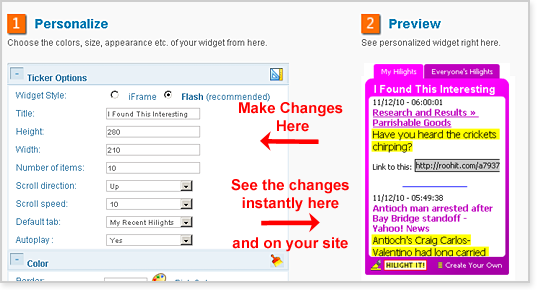 1 Personalize
Choose the colors, size, appearance etc. of your widget from here.
- Ticker Options
Widget Style: iFrame Flash (recommended)
Title: I Found This Interesting
Height: 280
Width: 210
Number of items: 10
Scroll direction: Up
Scroll speed: 10
Default tab: My Recent Hilights
Autoplay : Yes
- Color
Make Changes
Here
See the changes
instantly here
and on your site
2 Preview
See personalized widget right here.
My Hilights Everyone's Hilights
I Found This Interesting
11/12/10 - 06:00:01
Research and Results »
Parrishable Goods
Have you heard the crickets
chirping?
Link to this: http://roohit.com/a7937
11/12/10 - 05:49:38
Antioch man arrested after
Bay Bridge standoff -
Yahoo! News
Antioch's Craig Carlos-
Valentino had long carried
HILIGHT IT! Create Your Own